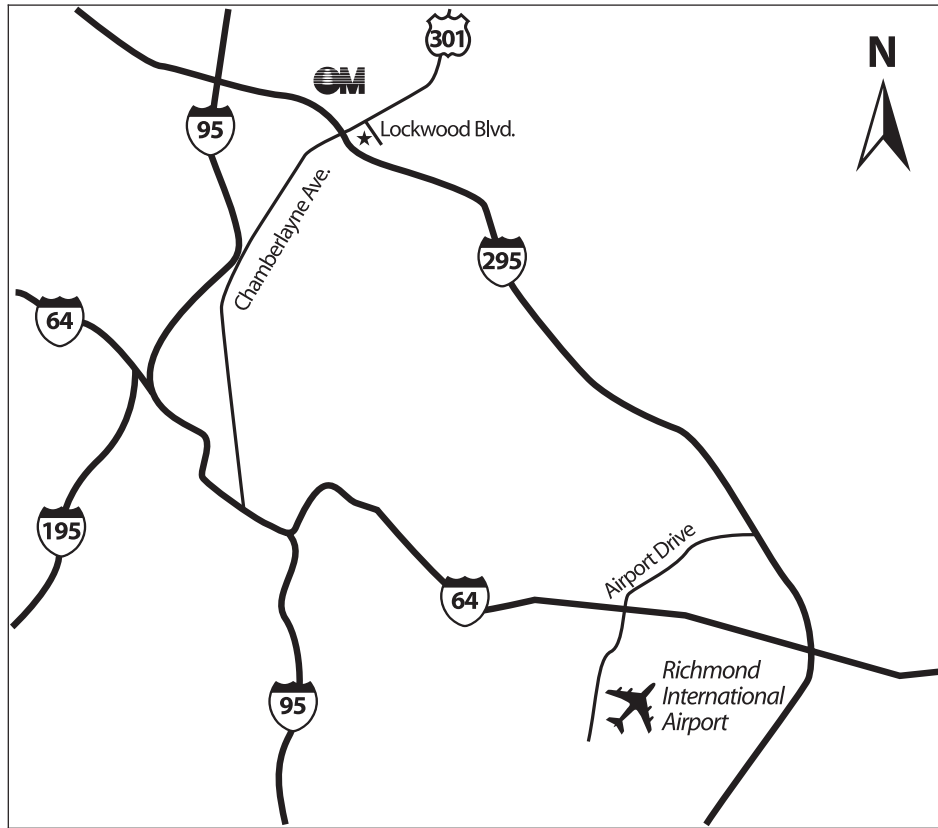 301
N
OM
95
Lockwood Blvd.
Chamberlayne Ave.
295
64
195
Airport Drive
64
Richmond
International
Airport
95